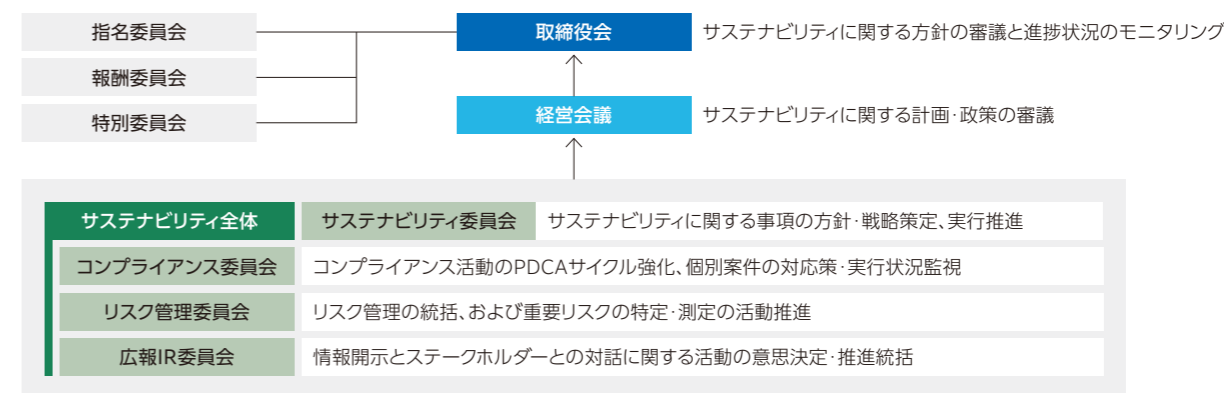 指名委員会
取締役会
サステナビリティに関する方針の審議と進捗状況のモニタリング
報酬委員会
特別委員会
経営会議
サステナビリティに関する計画·政策の審議
サステナビリティ全体
サステナビリティ委員会
サステナビリティに関する事項の方針·戦略策定、実行推進
コンプライアンス委員会
コンプライアンス活動のPDCAサイクル強化、個別案件の対応策·実行状況監視
リスク管理委員会
リスク管理の統括、および重要リスクの特定·測定の活動推進
広報IR委員会
情報開示とステークホルダーとの対話に関する活動の意思決定·推進統括